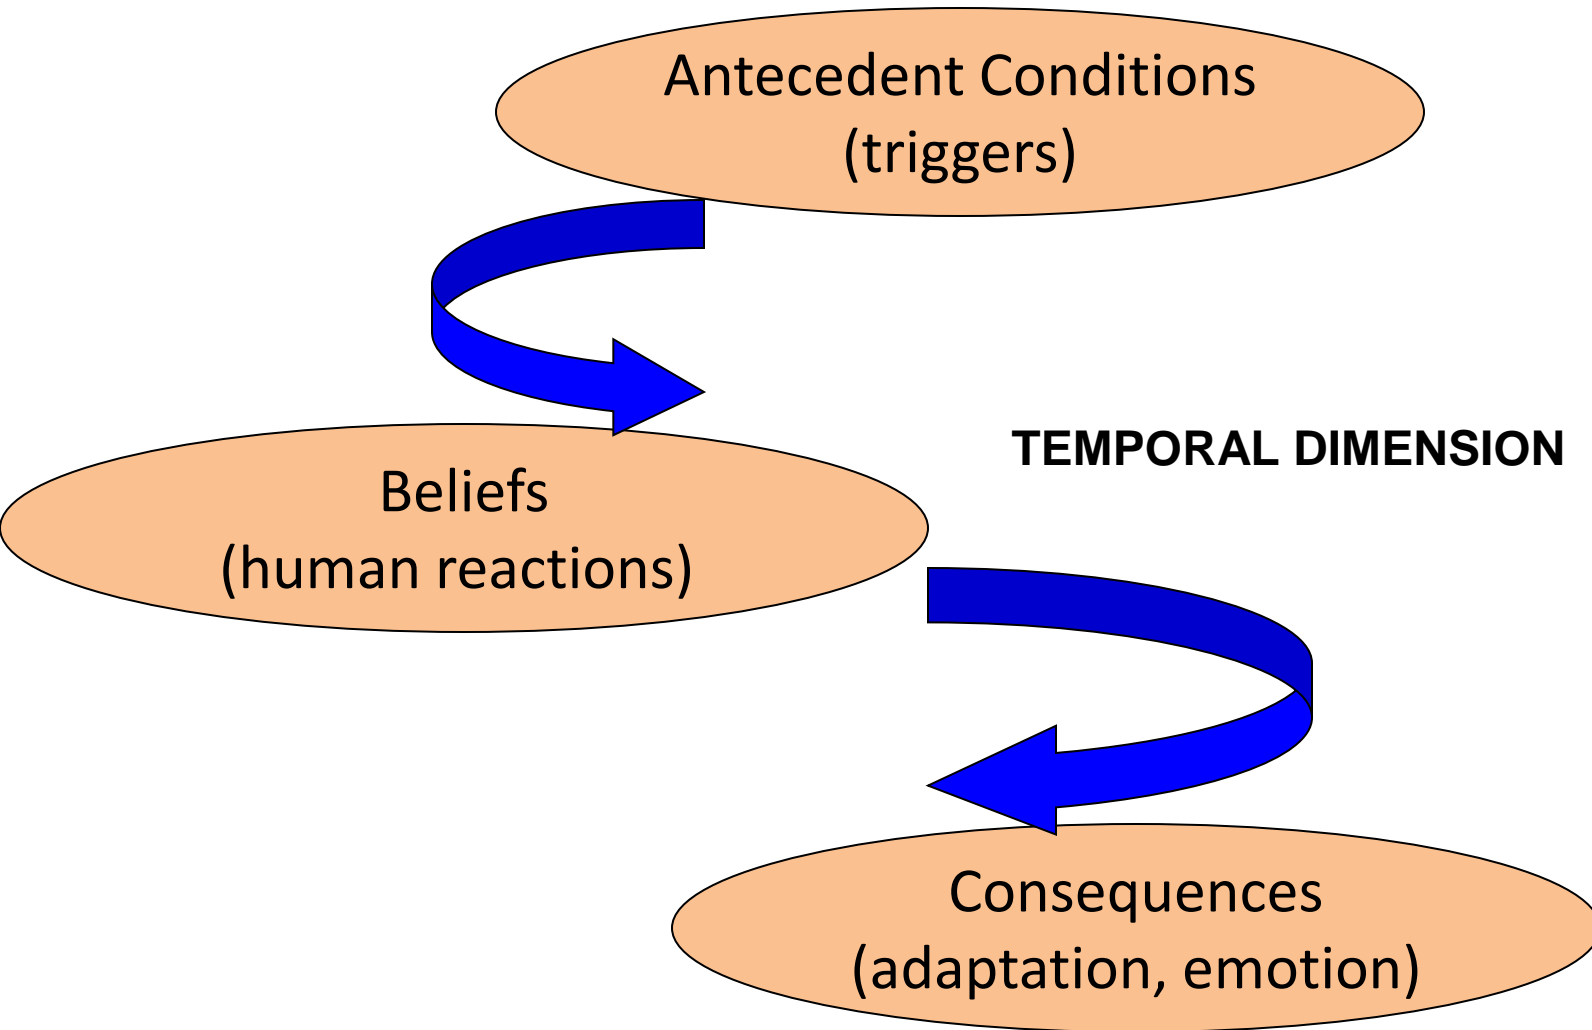 Antecedent Conditions
(triggers)
TEMPORAL DIMENSION
Beliefs
(human reactions)
Consequences
(adaptation, emotion)